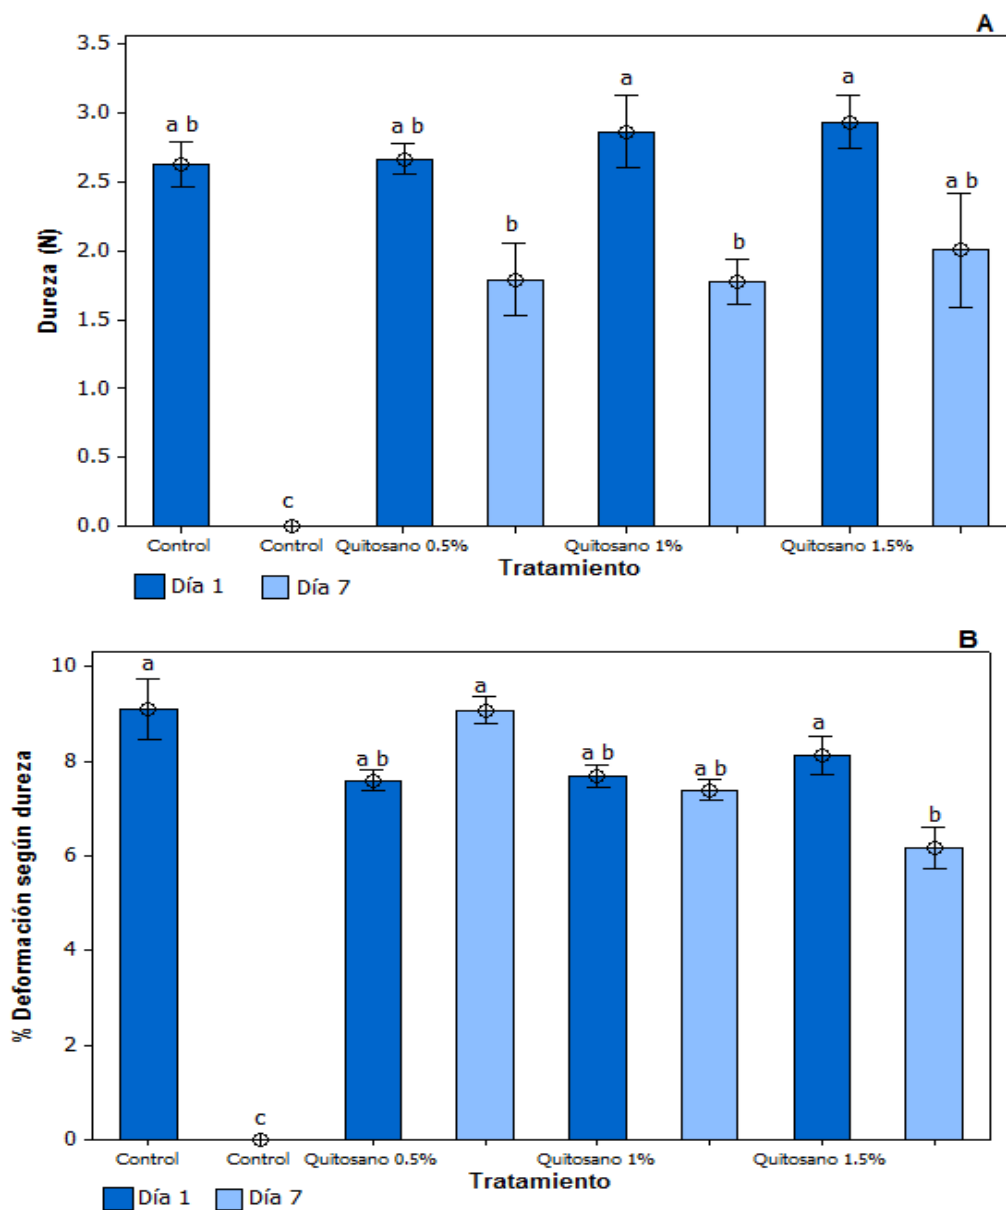 A
3.5
3.0
2.5
2.0
1.5
1.0
0.5
0.0
Dureza (N)
a b
c
a b
b
a
b
a
a b
Control Control Quitosano 0.5% Quitosano 1% Quitosano 1.5%
Tratamiento
Día 1 Día 7
B
10
8
6
4
2
0
% Deformación según dureza
a
c
a b
a
a b
a b
a
b
Control Control Quitosano 0.5% Quitosano 1% Quitosano 1.5%
Tratamiento
Día 1 Día 7